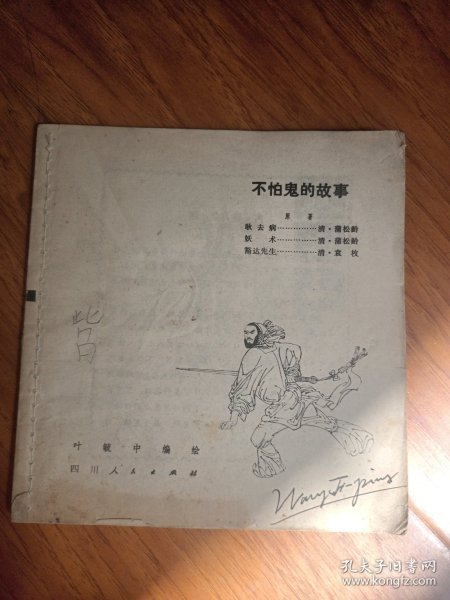 不怕鬼的故事
原著
耿去病……………清·蒲松龄
妖术……………清·蒲松龄
豁达先生……………清·袁枚
叶毓中编绘
四川人民出版社
孔夫子旧书网
www.kongfz.com